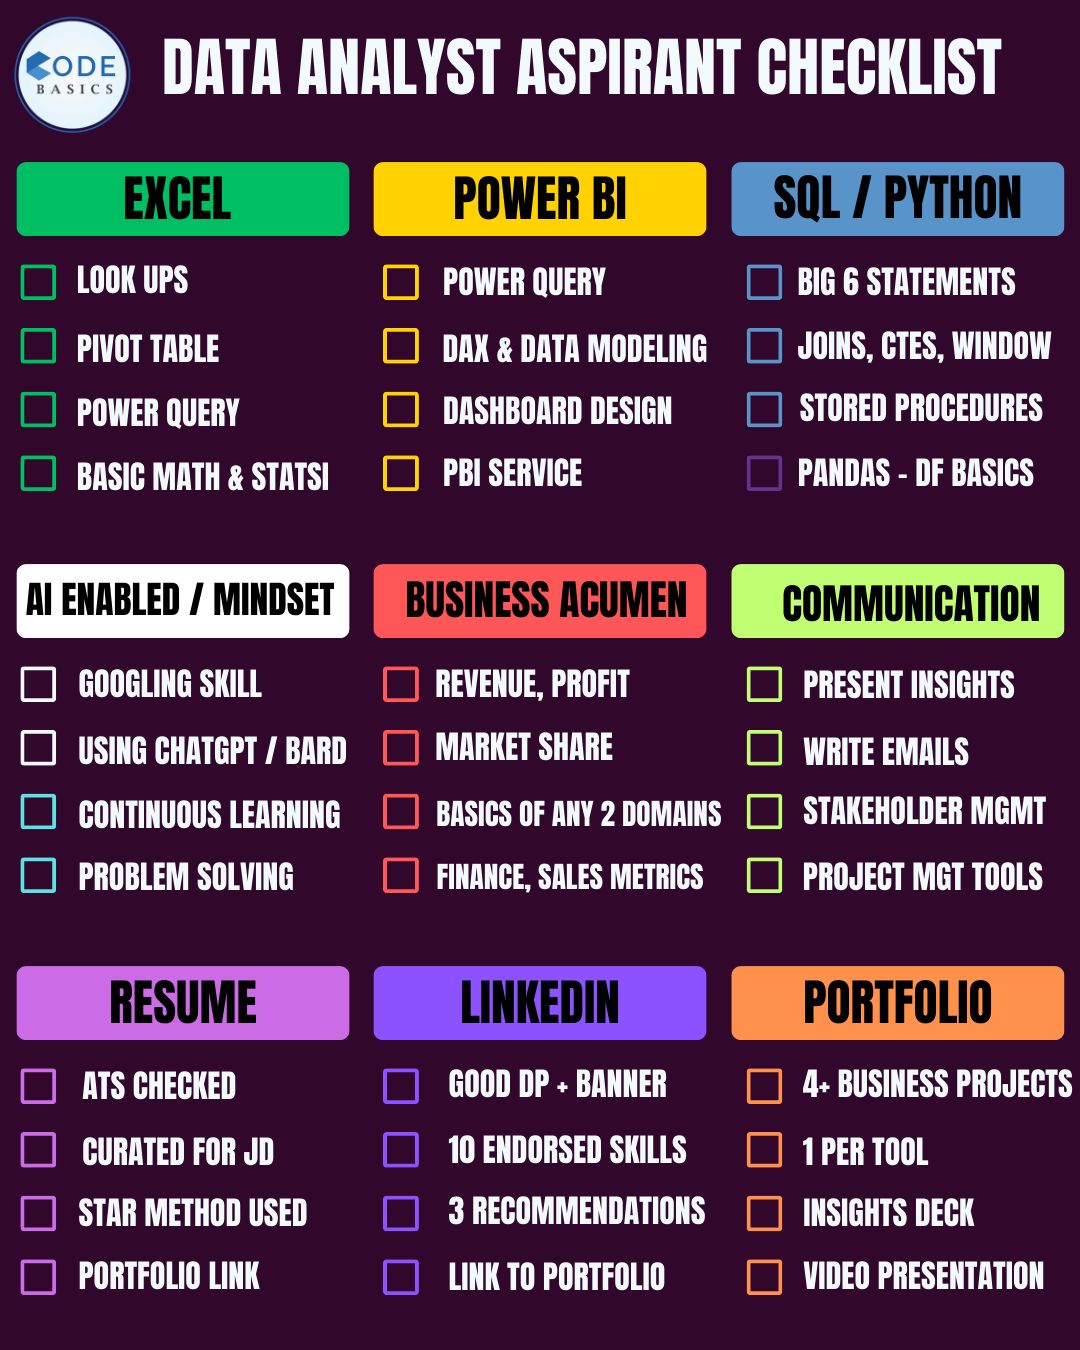 CODE
BASICS
DATA ANALYST ASPIRANT CHECKLIST
EXCEL
LOOK UPS
PIVOT TABLE
POWER QUERY
BASIC MATH & STATSI
POWER BI
POWER QUERY
DAX & DATA MODELING
DASHBOARD DESIGN
PBI SERVICE
SQL / PYTHON
BIG 6 STATEMENTS
JOINS, CTES, WINDOW
STORED PROCEDURES
PANDAS - DF BASICS
AI ENABLED / MINDSET
GOOGLING SKILL
USING CHATGPT / BARD
CONTINUOUS LEARNING
PROBLEM SOLVING
BUSINESS ACUMEN
REVENUE, PROFIT
MARKET SHARE
BASICS OF ANY 2 DOMAINS
FINANCE, SALES METRICS
COMMUNICATION
PRESENT INSIGHTS
WRITE EMAILS
STAKEHOLDER MGMT
PROJECT MGT TOOLS
RESUME
ATS CHECKED
CURATED FOR JD
STAR METHOD USED
PORTFOLIO LINK
LINKEDIN
GOOD DP + BANNER
10 ENDORSED SKILLS
3 RECOMMENDATIONS
LINK TO PORTFOLIO
PORTFOLIO
4+ BUSINESS PROJECTS
1 PER TOOL
INSIGHTS DECK
VIDEO PRESENTATION